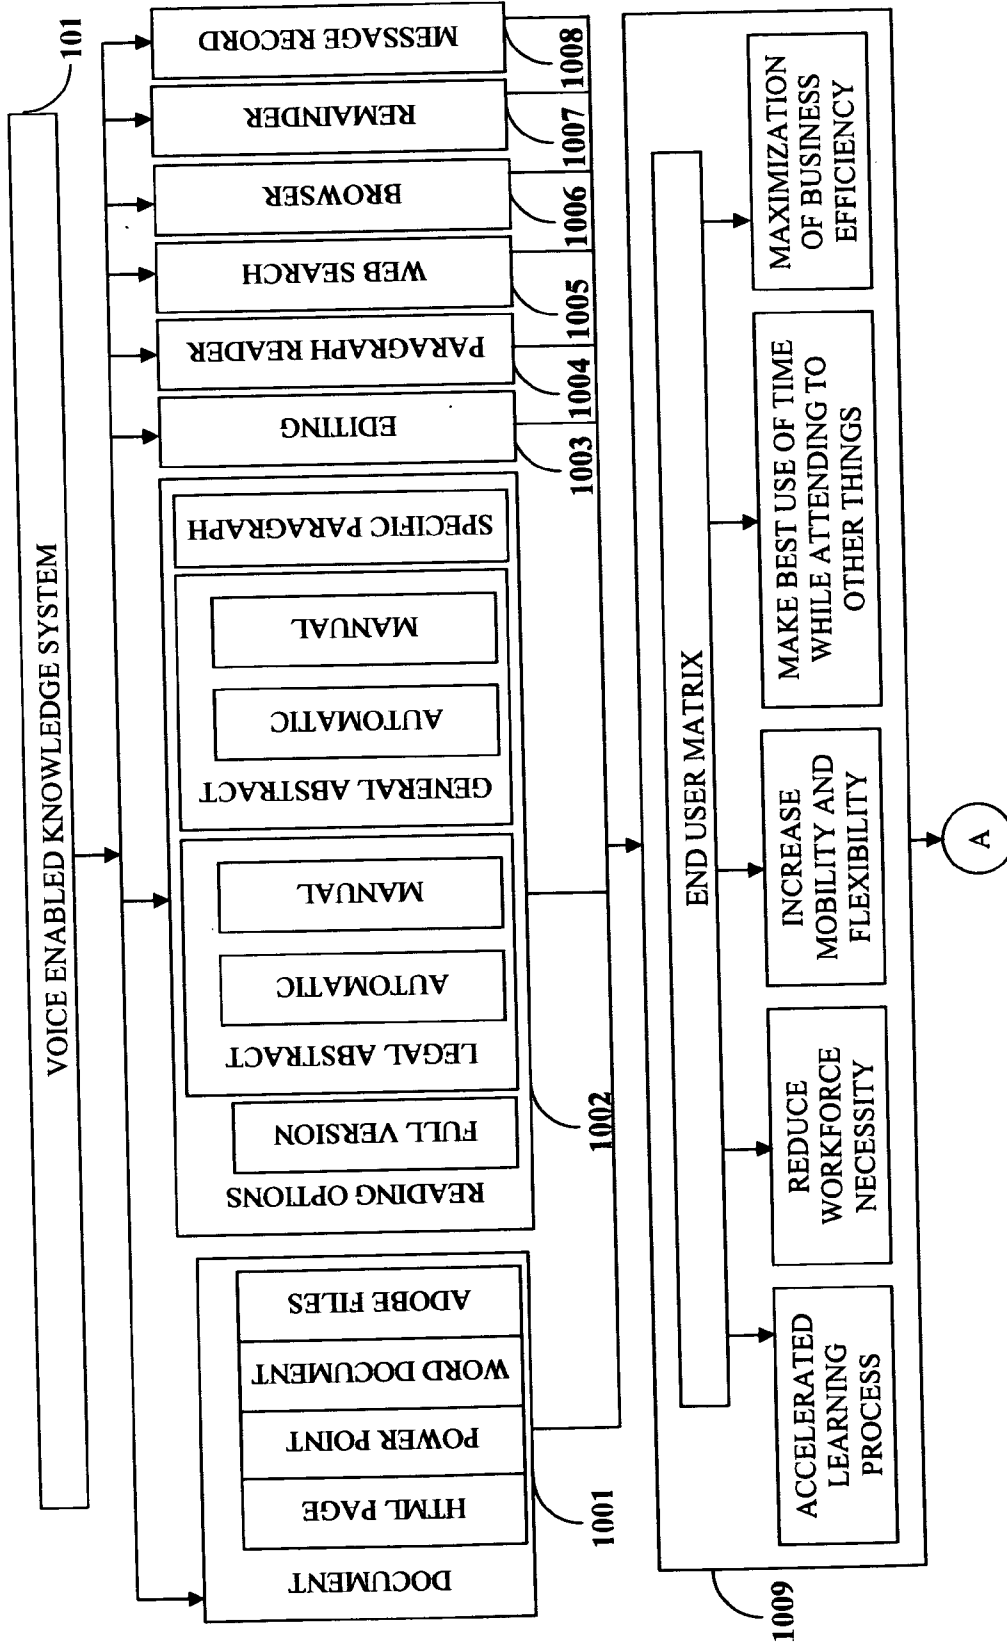 VOICE ENABLED KNOWLEDGE SYSTEM
101
DOCUMENT
HTML PAGE
POWER POINT
WORD DOCUMENT
ADOBE FILES
1001
READING OPTIONS
FULL VERSION
LEGAL ABSTRACT
AUTOMATIC
MANUAL
GENERAL ABSTRACT
AUTOMATIC
MANUAL
SPECIFIC PARAGRAPH
1002
EDITING
1003
PARAGRAPH READER
1004
WEB SEARCH
1005
BROWSER
1006
REMAINDER
1007
MESSAGE RECORD
1008
END USER MATRIX
ACCELERATED
LEARNING
PROCESS
REDUCE
WORKFORCE
NECESSITY
INCREASE
MOBILITY AND
FLEXIBILITY
MAKE BEST USE OF TIME
WHILE ATTENDING TO
OTHER THINGS
MAXIMIZATION
OF BUSINESS
EFFICIENCY
1009
A